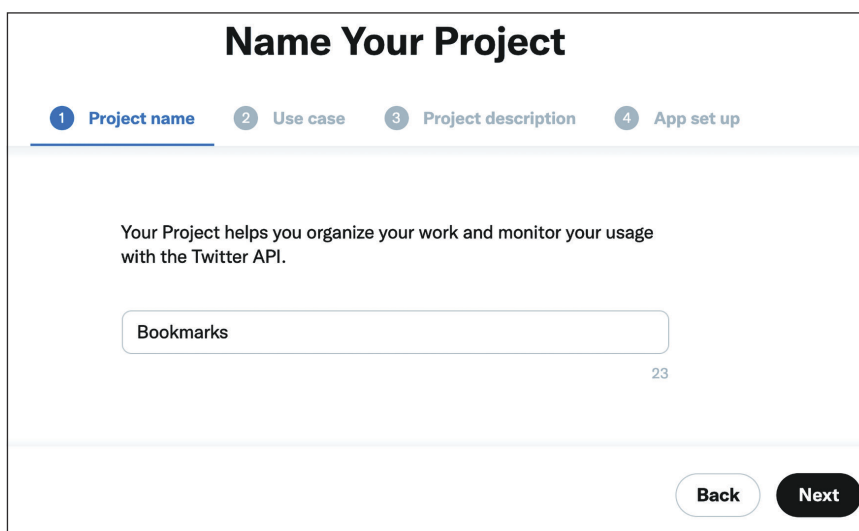 Name Your Project
1 Project name 2 Use case 3 Project description 4 App set up
Your Project helps you organize your work and monitor your usage
with the Twitter API.
Bookmarks
23
Back Next